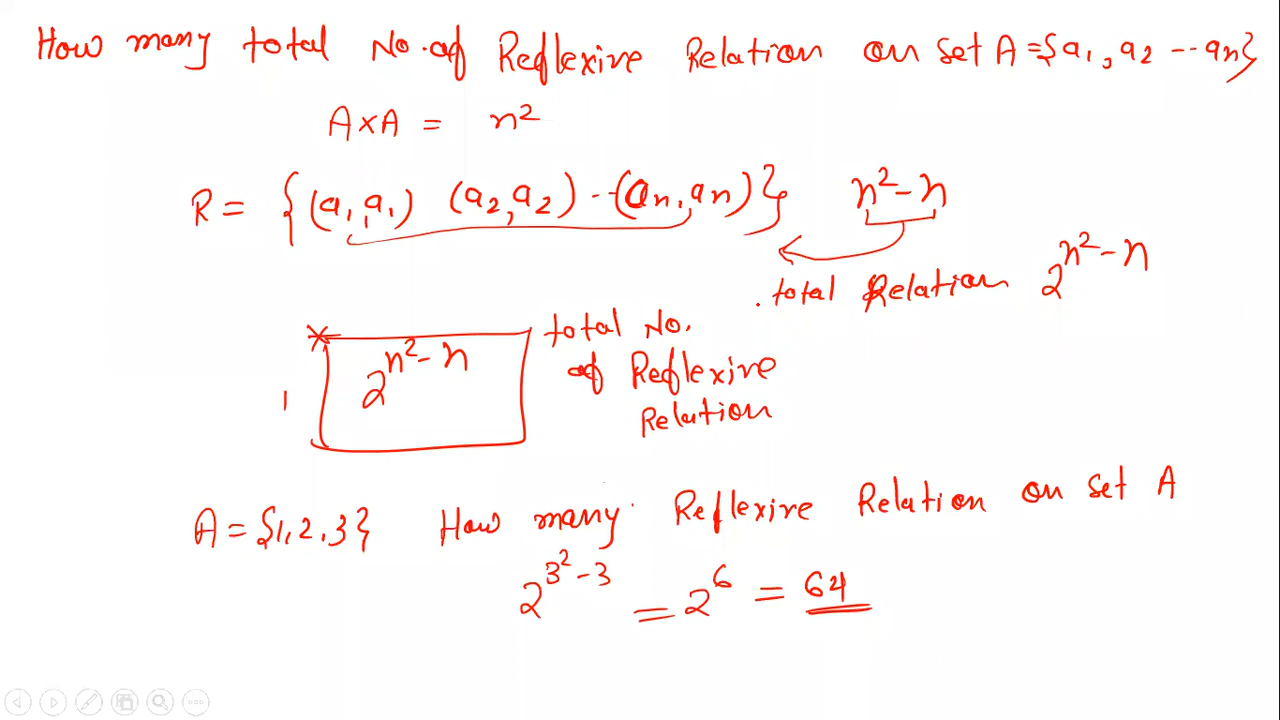 How many total No. of Reflexive Relation on set A = {a₁, a₂ -- aₙ}
A×A = n²
R = {(a₁,a₁) (a₂,a₂) -- (aₙ,aₙ)} n² - n
. total Relation 2^(n² - n)
2^(n² - n) total No.
of Reflexive
Relation
A = {1, 2, 3} How many Reflexive Relation on set A
2^(3² - 3) = 2⁶ = 64